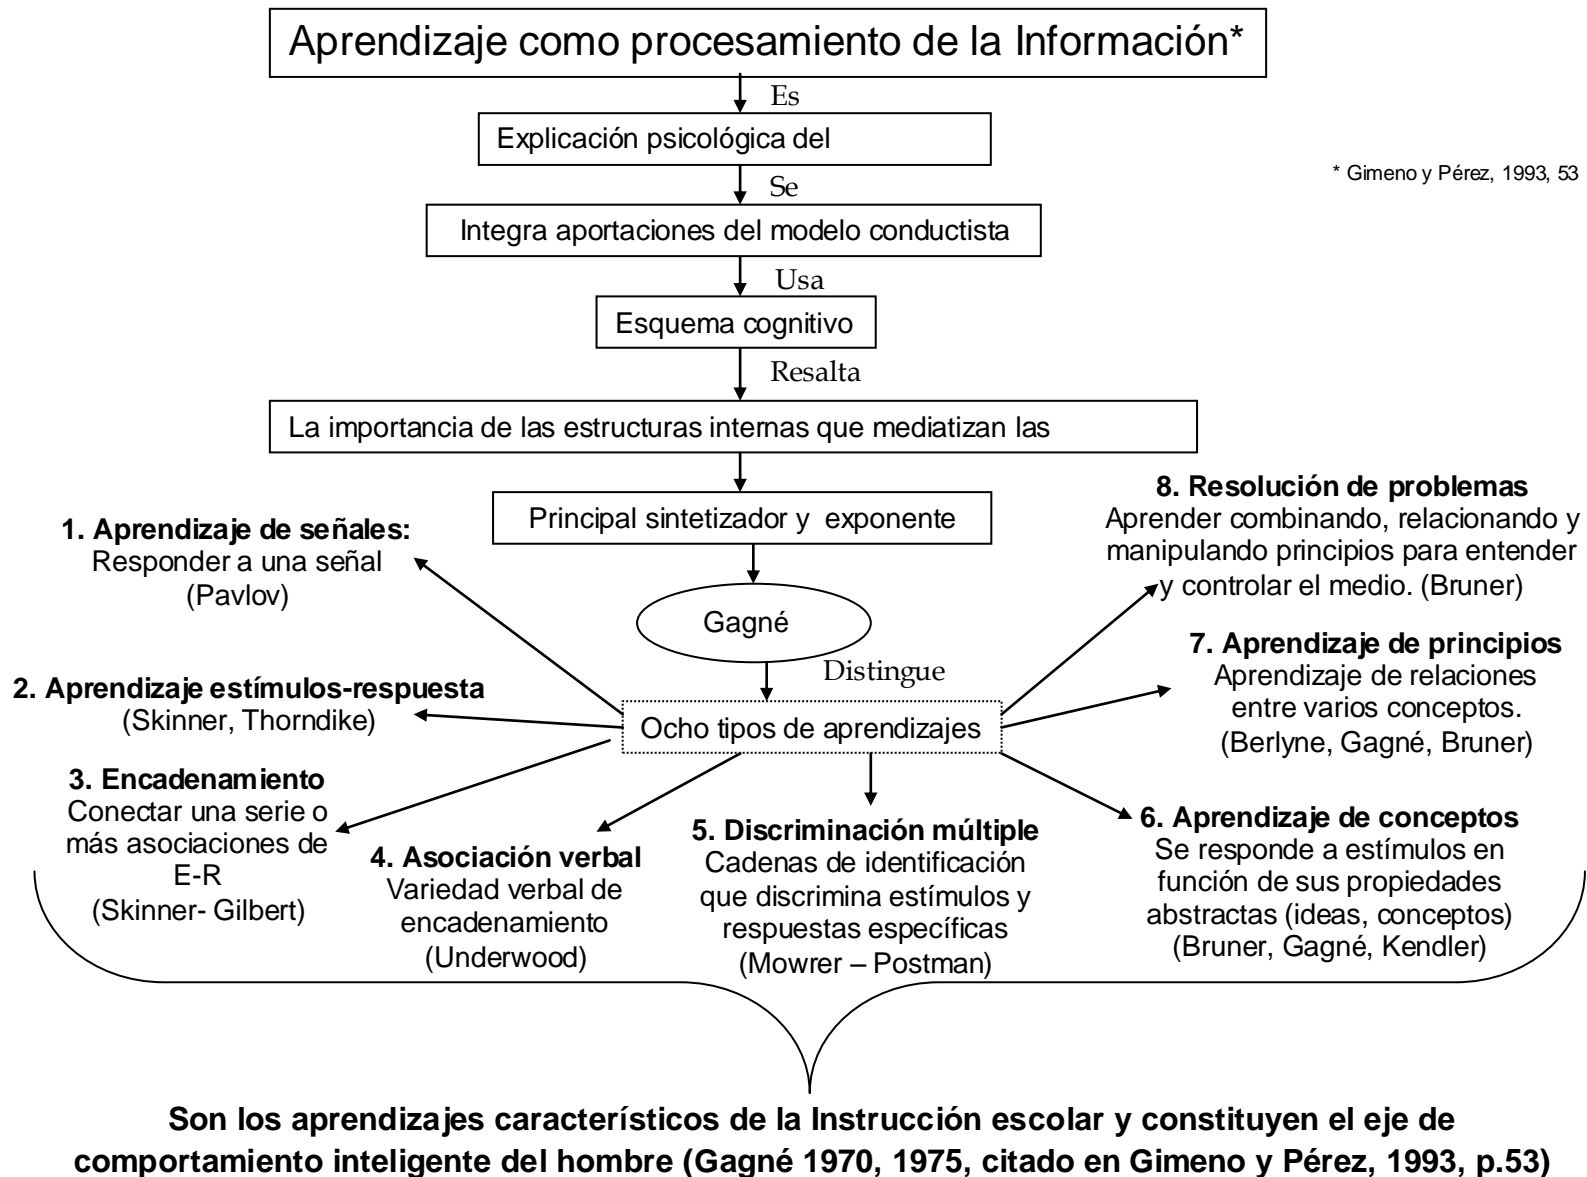 Aprendizaje como procesamiento de la Información*
Es
Explicación psicológica del
* Gimeno y Pérez, 1993, 53
Se
Integra aportaciones del modelo conductista
Usa
Esquema cognitivo
Resalta
La importancia de las estructuras internas que mediatizan las
Principal sintetizador y exponente
Gagné
Distingue
Ocho tipos de aprendizajes
1. Aprendizaje de señales:
Responder a una señal
(Pavlov)
2. Aprendizaje estímulos-respuesta
(Skinner, Thorndike)
3. Encadenamiento
Conectar una serie o
más asociaciones de
E-R
(Skinner- Gilbert)
4. Asociación verbal
Variedad verbal de
encadenamiento
(Underwood)
5. Discriminación múltiple
Cadenas de identificación
que discrimina estímulos y
respuestas específicas
(Mowrer – Postman)
6. Aprendizaje de conceptos
Se responde a estímulos en
función de sus propiedades
abstractas (ideas, conceptos)
(Bruner, Gagné, Kendler)
7. Aprendizaje de principios
Aprendizaje de relaciones
entre varios conceptos.
(Berlyne, Gagné, Bruner)
8. Resolución de problemas
Aprender combinando, relacionando y
manipulando principios para entender
y controlar el medio. (Bruner)
Son los aprendizajes característicos de la Instrucción escolar y constituyen el eje de
comportamiento inteligente del hombre (Gagné 1970, 1975, citado en Gimeno y Pérez, 1993, p.53)